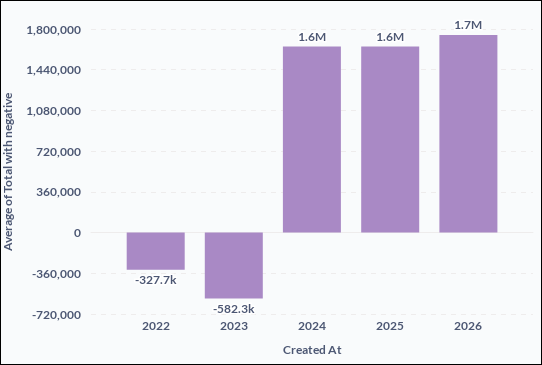 1,800,000
1,440,000
1,080,000
720,000
360,000
0
-360,000
-720,000
Average of Total with negative
-327.7k
-582.3k
1.6M
1.6M
1.7M
2022 2023 2024 2025 2026
Created At